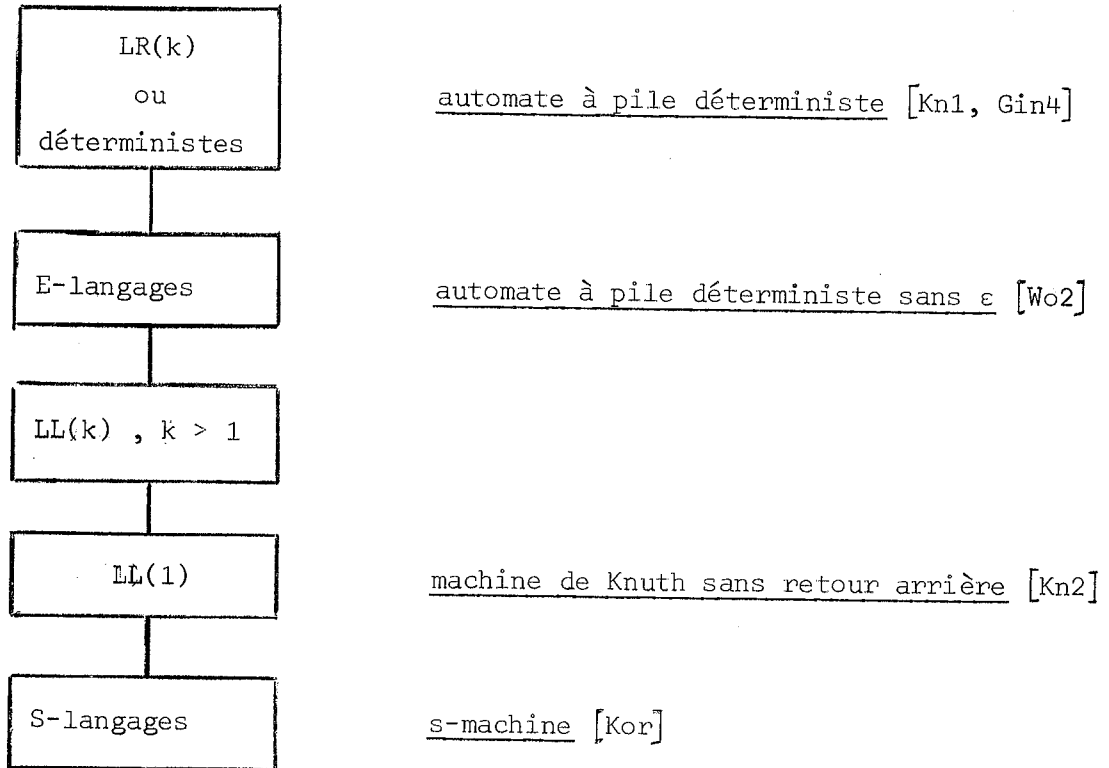 LR(k)
ou
déterministes
automate à pile déterministe [Kn1, Gin4]
E-langages
automate à pile déterministe sans ε [Wo2]
LL(k) , k > 1
LL(1)
machine de Knuth sans retour arrière [Kn2]
S-langages
s-machine [Kor]